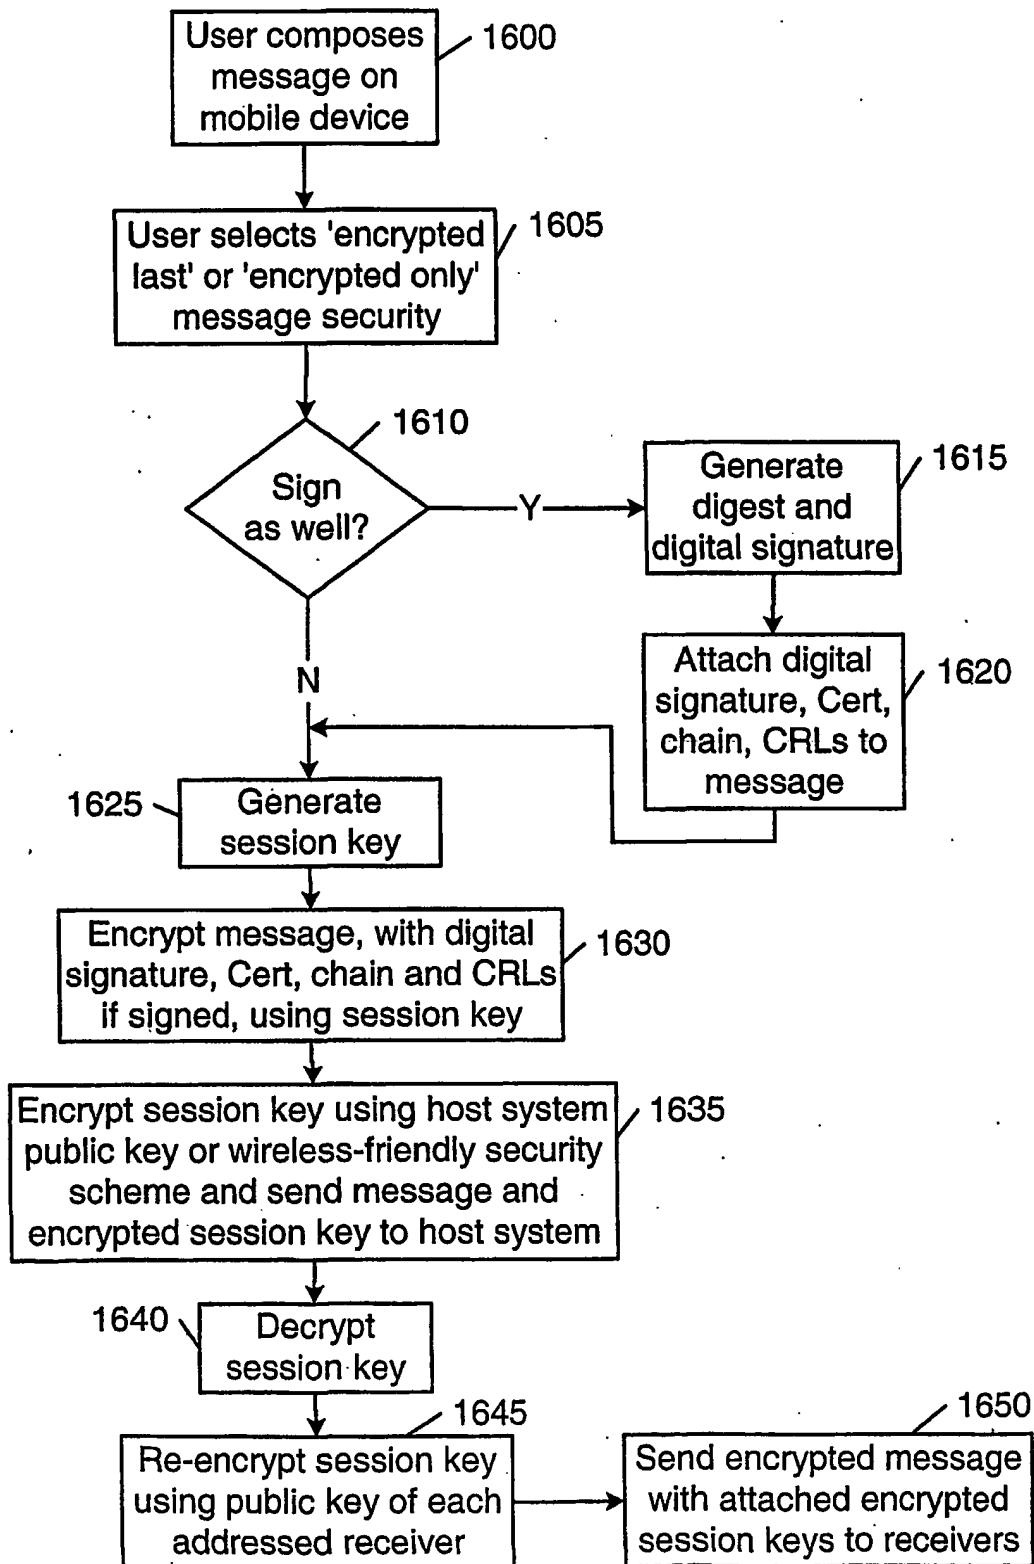 User composes
message on
mobile device
1600
User selects 'encrypted
last' or 'encrypted only'
message security
1605
1610
Sign
as well?
Y
N
Generate
digest and
digital signature
1615
Attach digital
signature, Cert,
chain, CRLs to
message
1620
1625
Generate
session key
Encrypt message, with digital
signature, Cert, chain and CRLs
if signed, using session key
1630
Encrypt session key using host system
public key or wireless-friendly security
scheme and send message and
encrypted session key to host system
1635
1640
Decrypt
session key
1645
Re-encrypt session key
using public key of each
addressed receiver
1650
Send encrypted message
with attached encrypted
session keys to receivers